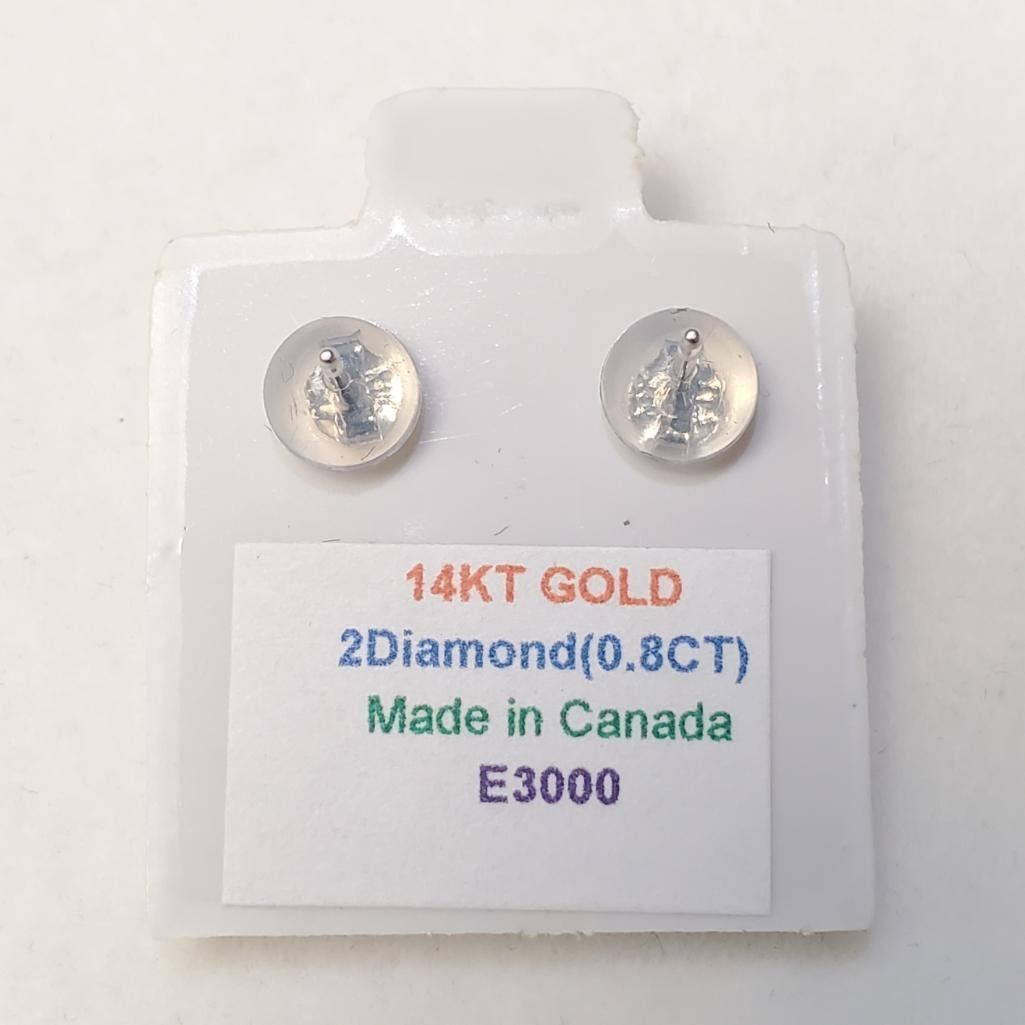 14KT GOLD
2Diamond(0.8CT)
Made in Canada
E3000